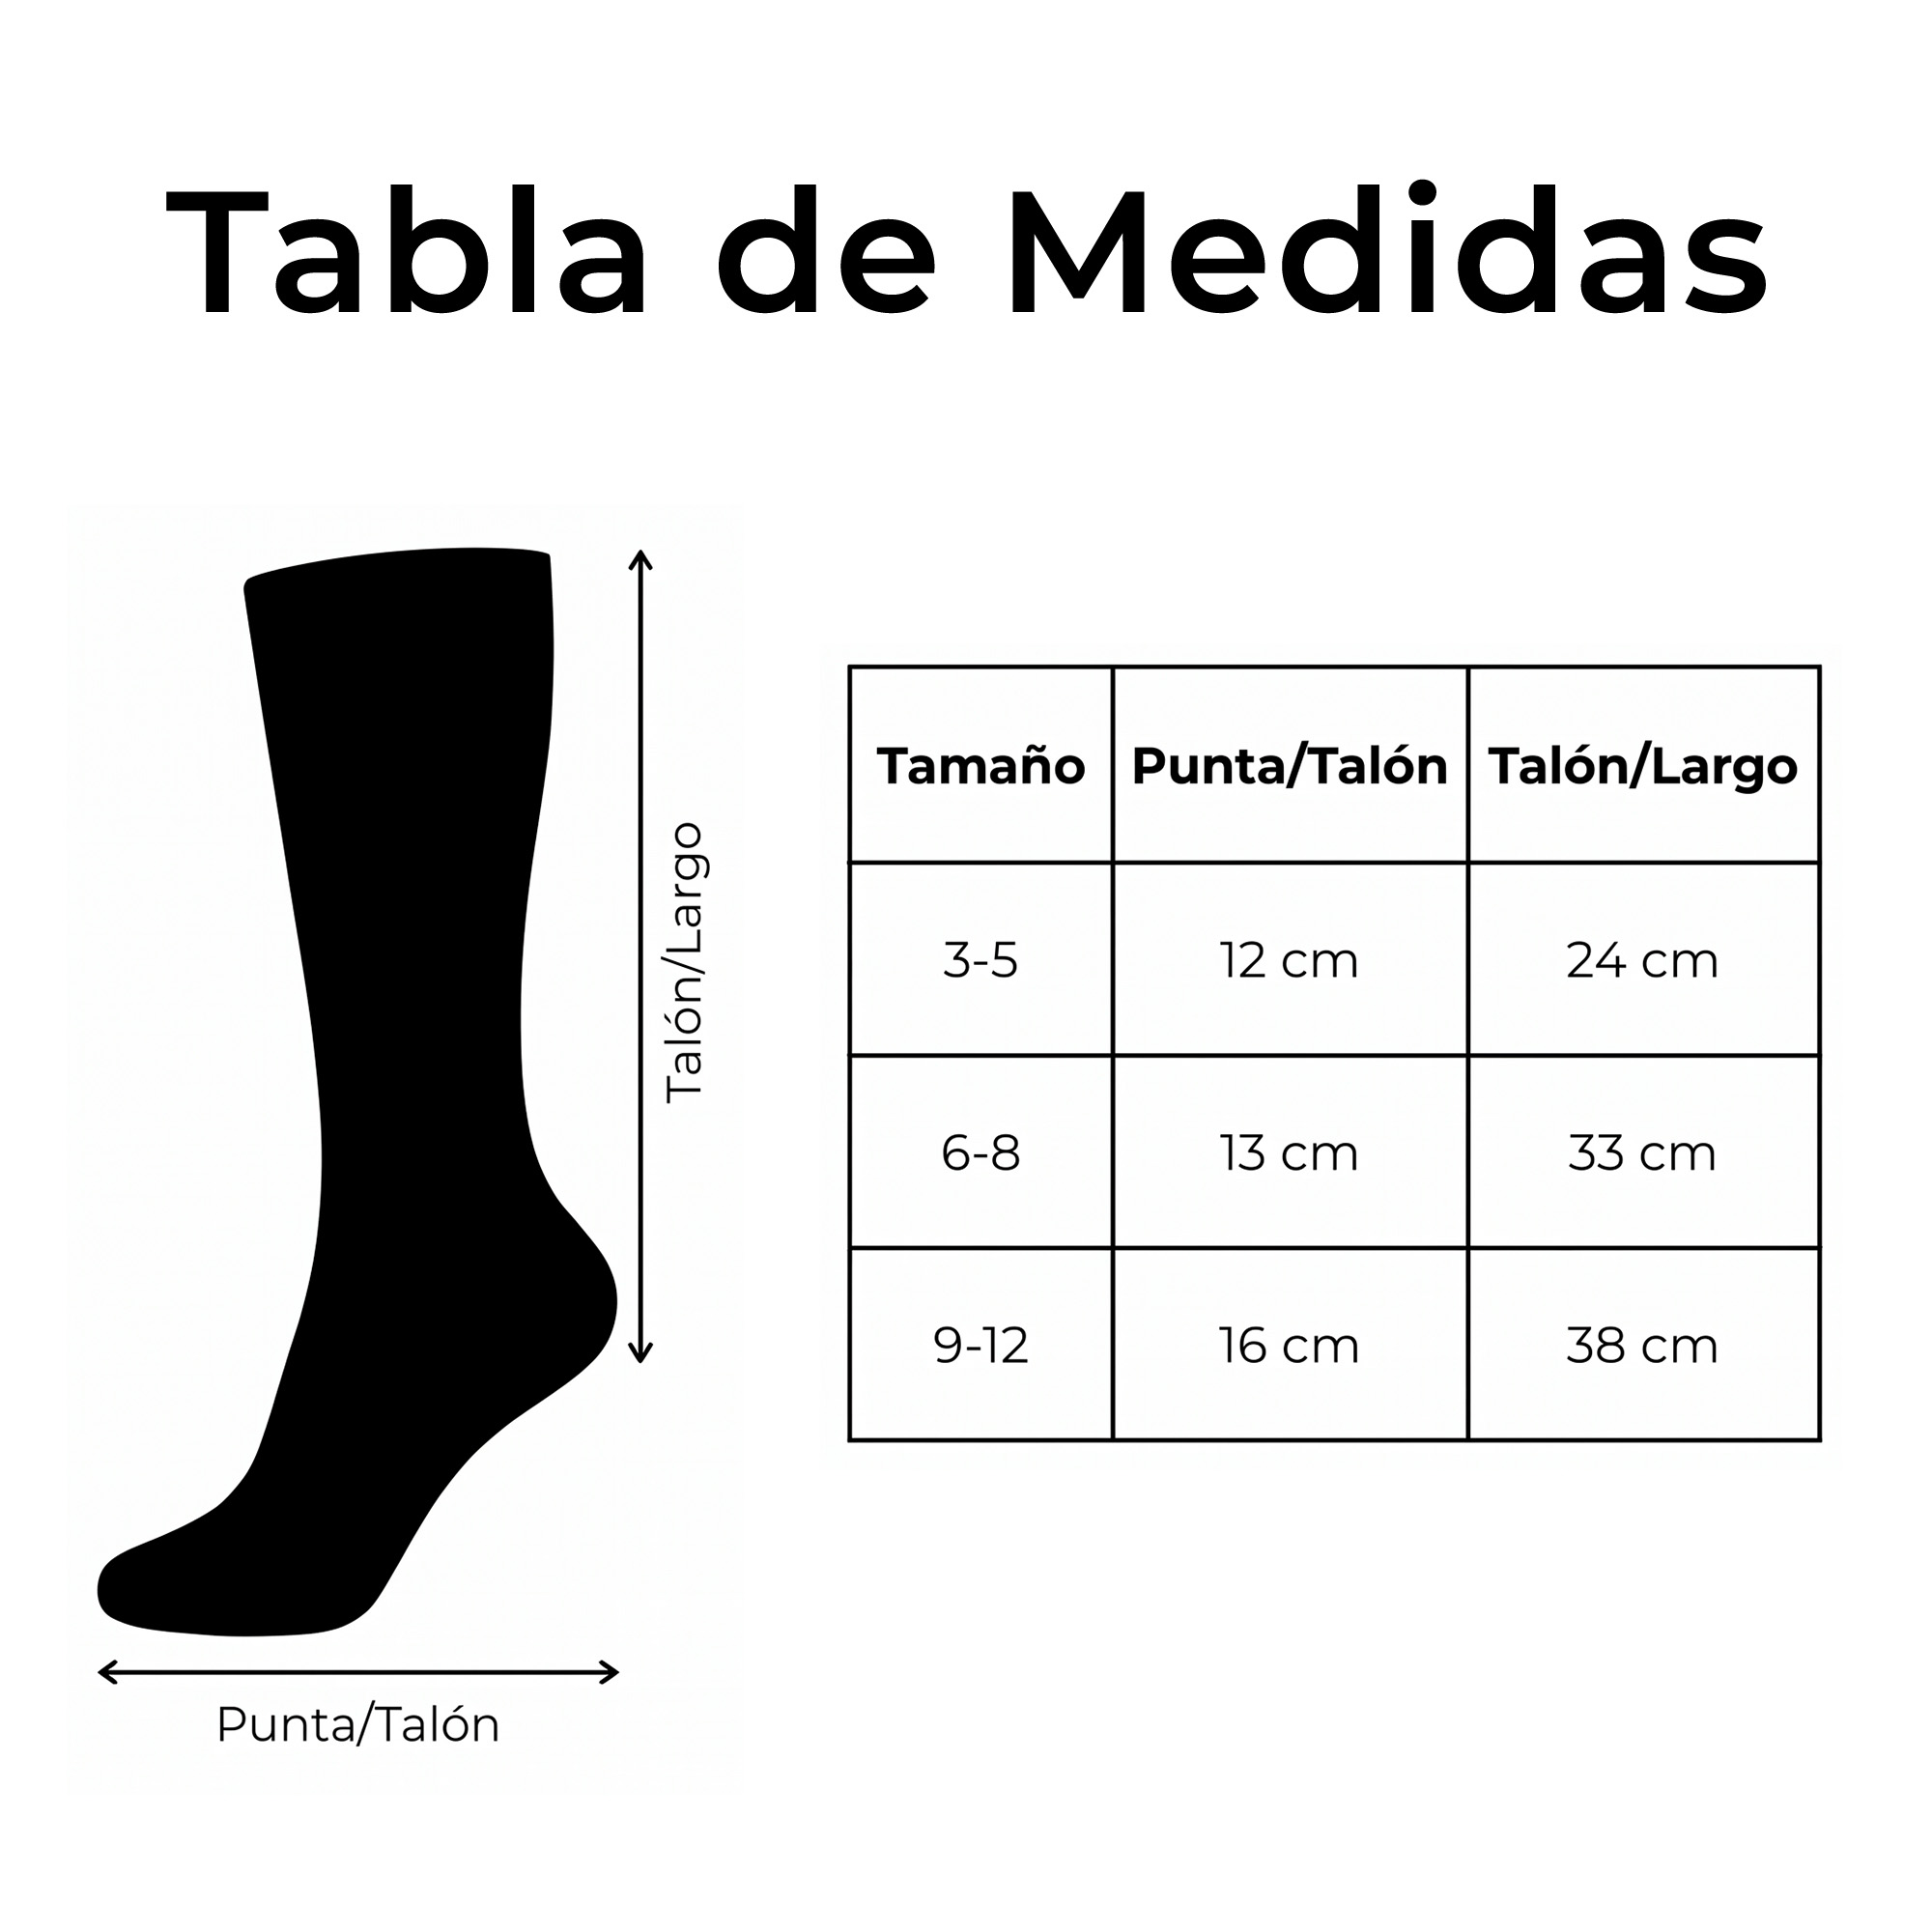 Tabla de Medidas
Talón/Largo
Punta/Talón
Tamaño Punta/Talón Talón/Largo
3-5 12 cm 24 cm
6-8 13 cm 33 cm
9-12 16 cm 38 cm